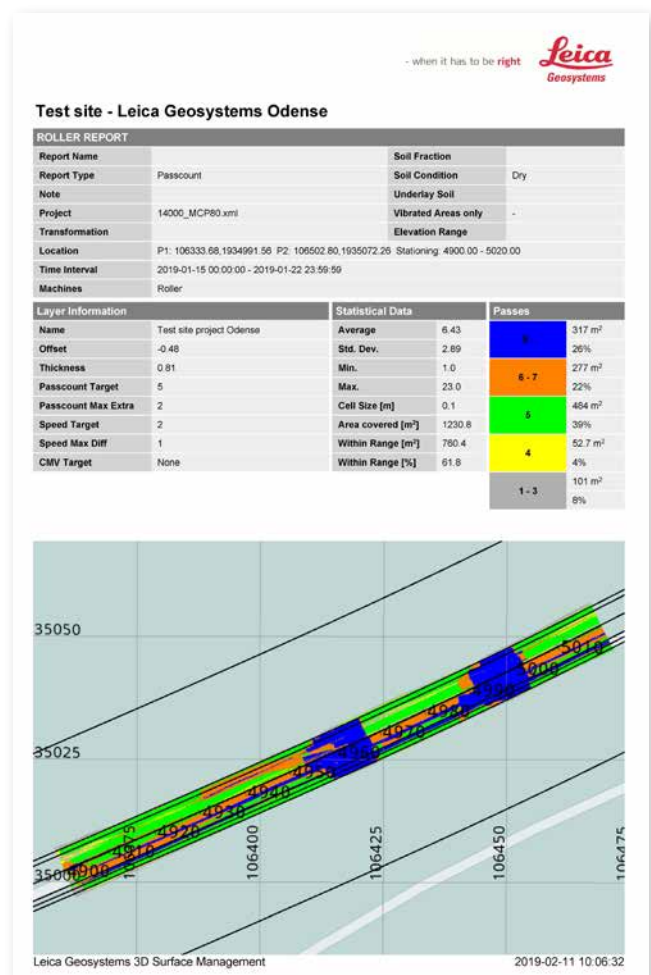 - when it has to be right
Leica
Geosystems
Test site - Leica Geosystems Odense
ROLLER REPORT
Report Name Soil Fraction
Report Type Passcount Soil Condition Dry
Note Underlay Soil
Project 14000_MCP80.xml Vibrated Areas only -
Transformation Elevation Range
Location P1: 106333.68,1934991.56 P2: 106502.80,1935072.26 Stationing: 4900.00 - 5020.00
Time Interval 2019-01-15 00:00:00 - 2019-01-22 23:59:59
Machines Roller
Layer Information Statistical Data Passes
Name Test site project Odense Average 6.43 317 m²
Offset -0.48 Std. Dev. 2.89 26%
Thickness 0.81 Min. 1.0 6 - 7 277 m²
Passcount Target 5 Max. 23.0 22%
Passcount Max Extra 2 Cell Size [m] 0.1 5 484 m²
Speed Target 2 Area covered [m²] 1230.8 39%
Speed Max Diff 1 Within Range [m²] 760.4 4 52.7 m²
CMV Target None Within Range [%] 61.8 4%
1 - 3 101 m²
8%
35050
5010
5000
4990
4980
4970
35025
4960
4950
4940
4930
4920
4910
4900
106400
106425
106450
106475
Leica Geosystems 3D Surface Management 2019-02-11 10:06:32